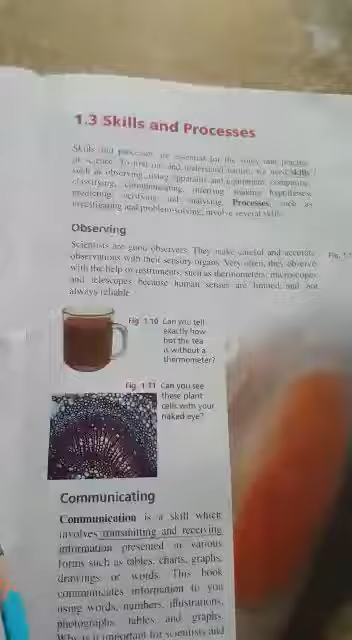 1.3 Skills and Processes
Skills and processes are essential for the study and practice
of science. To find out and understand nature, we need skills
such as observing, using apparatus and equipment, comparing,
classifying, communicating, inferring, making hypotheses,
predicting, verifying and analysing. Processes, such as
investigating and problem-solving, involve several skills.
Observing
Scientists are good observers. They make careful and accurate
observations with their sensory organs. Very often, they observe
with the help of instruments, such as thermometers, microscopes
and telescopes because human senses are limited and not
always reliable.
Fig. 1.1
Fig. 1.10 Can you tell
exactly how
hot the tea
is without a
thermometer?
Fig. 1.11 Can you see
these plant
cells with your
naked eye?
Communicating
Communication is a skill which
involves transmitting and receiving
information presented in various
forms such as tables, charts, graphs,
drawings or words. This book
communicates information to you
using words, numbers, illustrations,
photographs, tables and graphs.
Why is it important for scientists and